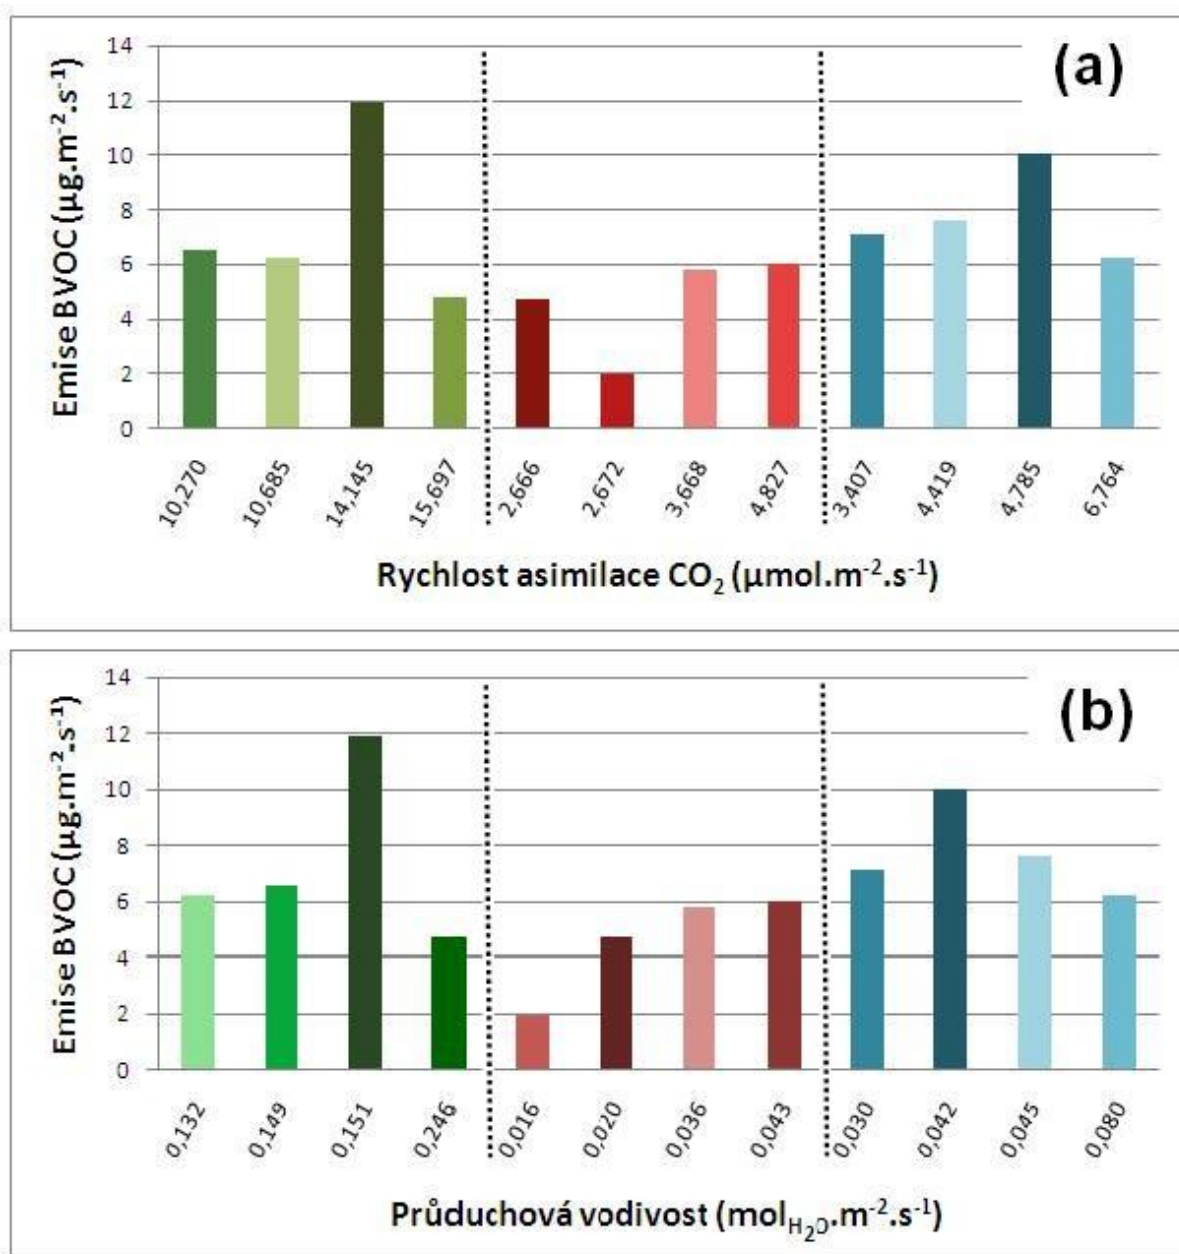 (a)
Emise BVOC (µg.m⁻².s⁻¹)
14
12
10
8
6
4
2
0
10,270 10,685 14,145 15,697 2,666 2,672 3,668 4,827 3,407 4,419 4,785 6,764
Rychlost asimilace CO₂ (µmol.m⁻².s⁻¹)
(b)
Emise BVOC (µg.m⁻².s⁻¹)
14
12
10
8
6
4
2
0
0,132 0,149 0,151 0,246 0,016 0,020 0,036 0,043 0,030 0,042 0,045 0,080
Průduchová vodivost (mol_H₂O.m⁻².s⁻¹)